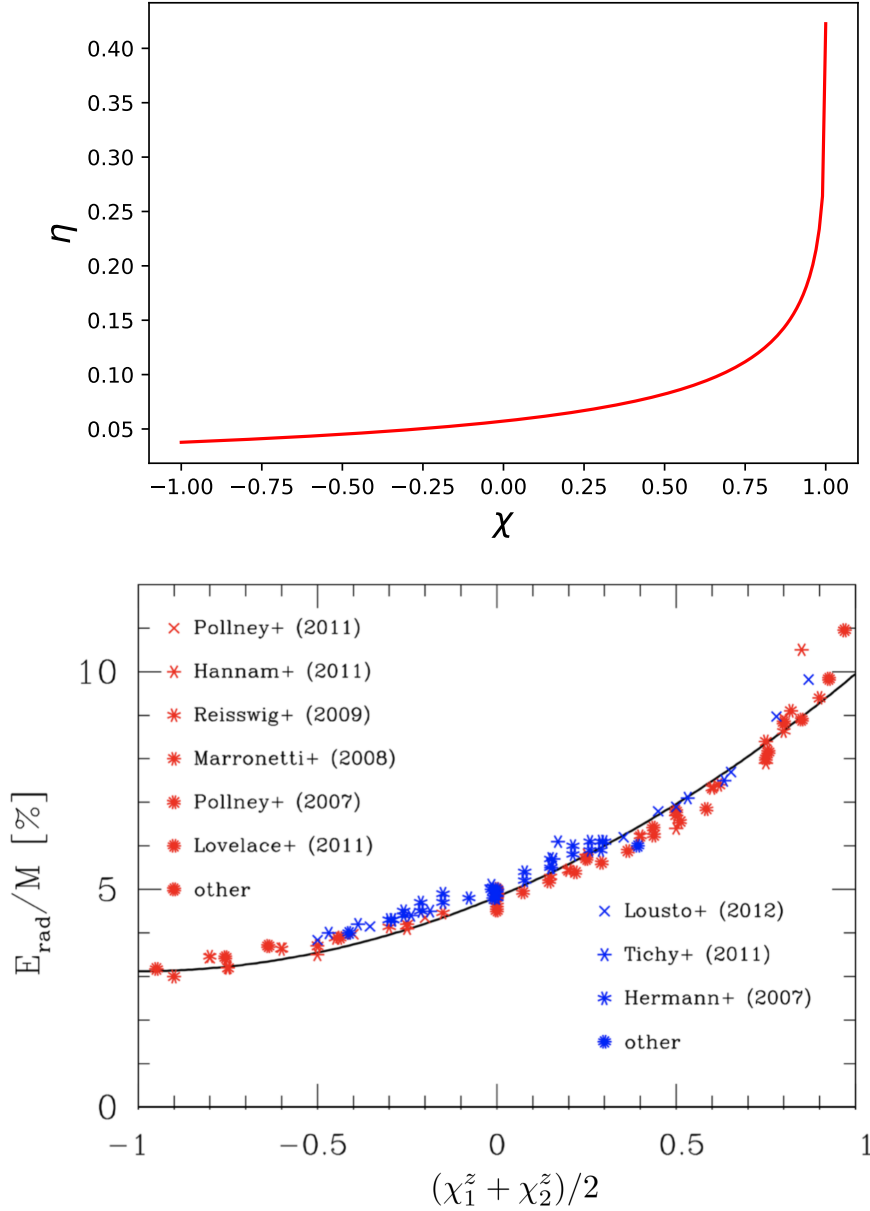 0.40
0.35
0.30
0.25
0.20
0.15
0.10
0.05
η
−1.00 −0.75 −0.50 −0.25 0.00 0.25 0.50 0.75 1.00
χ
Pollney+ (2011)
Hannam+ (2011)
Reisswig+ (2009)
Marronetti+ (2008)
Pollney+ (2007)
Lovelace+ (2011)
other
Lousto+ (2012)
Tichy+ (2011)
Hermann+ (2007)
other
10
5
0
E_rad/M [%]
−1 −0.5 0 0.5 1
(χ₁ᶻ + χ₂ᶻ)/2